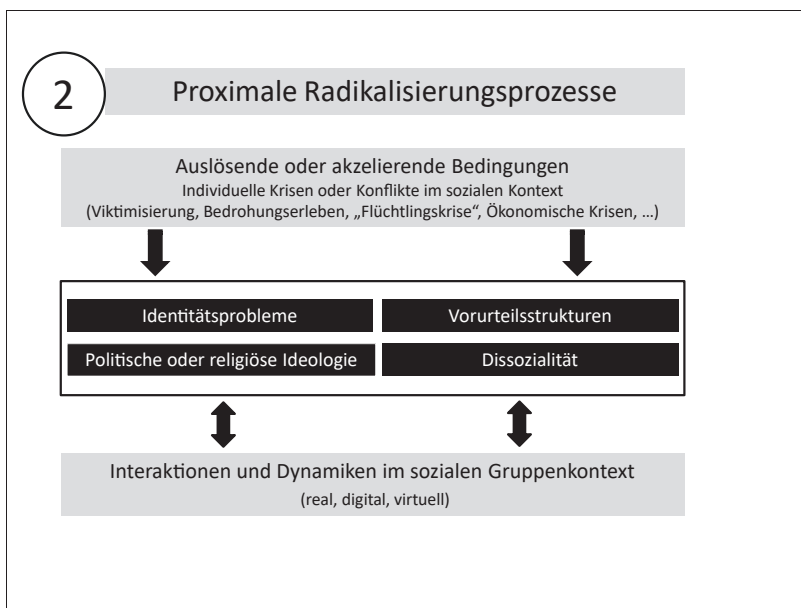 2
Proximale Radikalisierungsprozesse
Auslösende oder akzelierende Bedingungen
Individuelle Krisen oder Konflikte im sozialen Kontext
(Viktimisierung, Bedrohungserleben, „Flüchtlingskrise“, Ökonomische Krisen, ...)
Identitätsprobleme
Vorurteilsstrukturen
Politische oder religiöse Ideologie
Dissozialität
Interaktionen und Dynamiken im sozialen Gruppenkontext
(real, digital, virtuell)